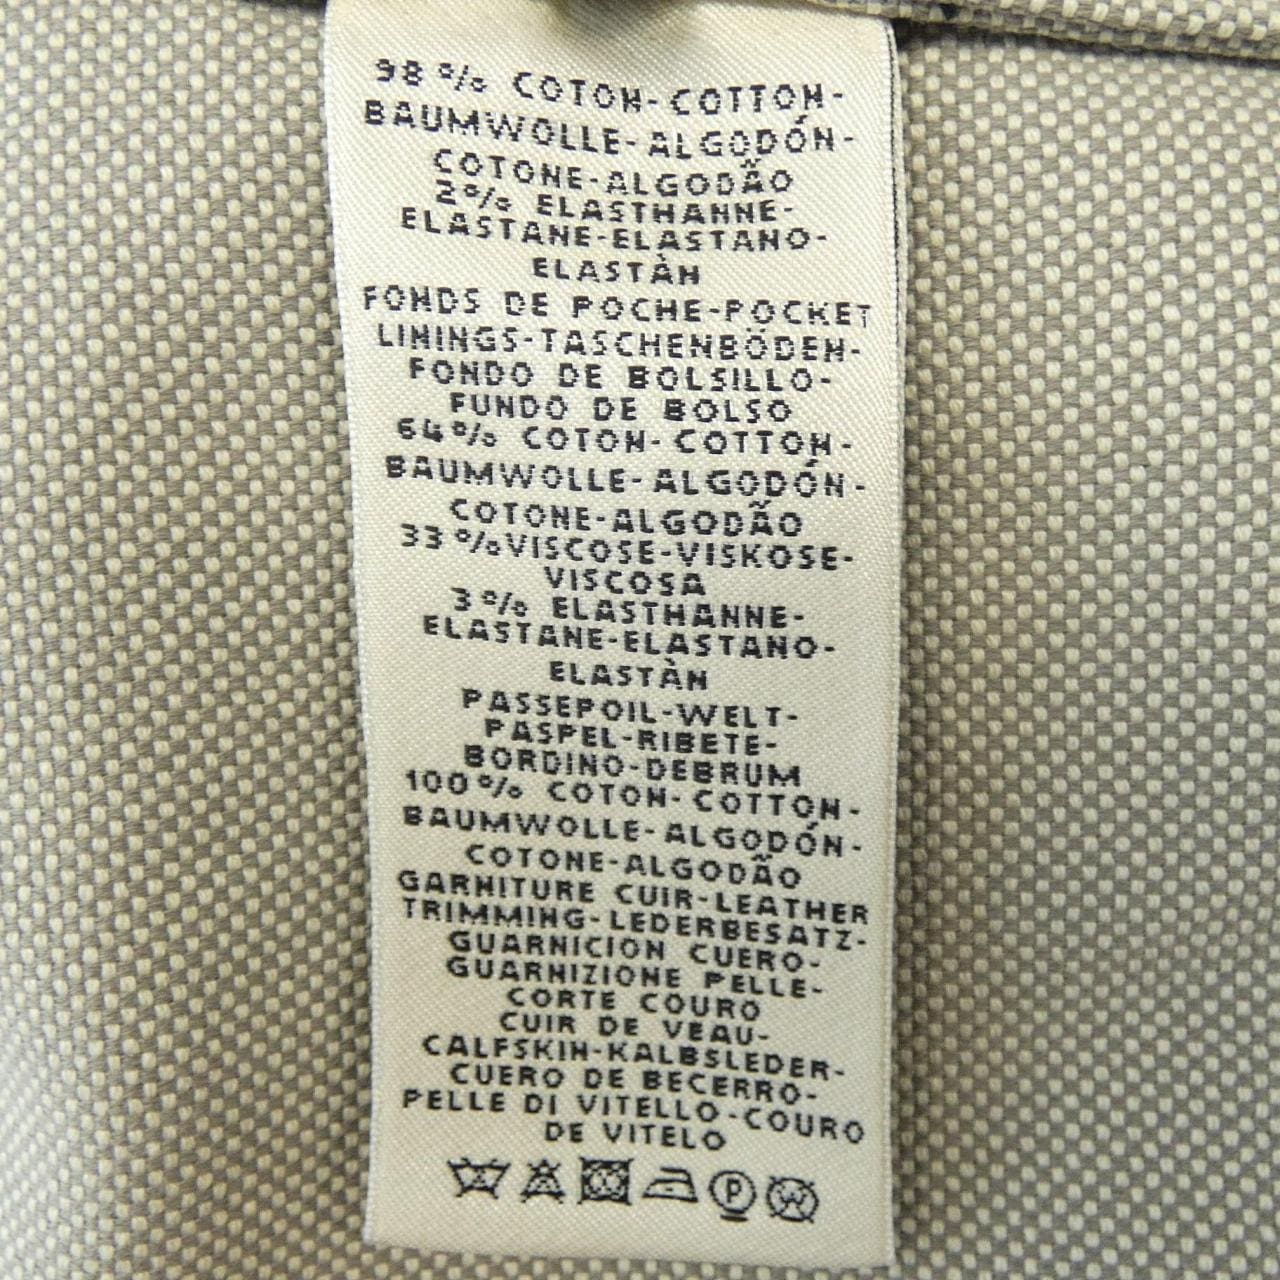 98% COTON-COTTON-
BAUMWOLLE-ALGODÓN-
COTONE-ALGODÃO
2% ELASTHANNE-
ELASTANE-ELASTANO-
ELASTÀN
FONDS DE POCHE-POCKET
LININGS-TASCHENBÖDEN-
FONDO DE BOLSILLO-
FUNDO DE BOLSO
64% COTON-COTTON-
BAUMWOLLE-ALGODÓN-
COTONE-ALGODÃO
33%VISCOSE-VISKOSE-
VISCOSA
3% ELASTHANNE-
ELASTANE-ELASTANO-
ELASTÀN
PASSEPOIL-WELT-
PASPEL-RIBETE-
BORDINO-DEBRUM
100% COTON-COTTON-
BAUMWOLLE-ALGODÓN-
COTONE-ALGODÃO
GARNITURE CUIR-LEATHER
TRIMMING-LEDERBESATZ-
GUARNICION CUERO-
GUARNIZIONE PELLE-
CORTE COURO
CUIR DE VEAU-
CALFSKIN-KALBSLEDER-
CUERO DE BECERRO-
PELLE DI VITELLO-COURO
DE VITELO
P W